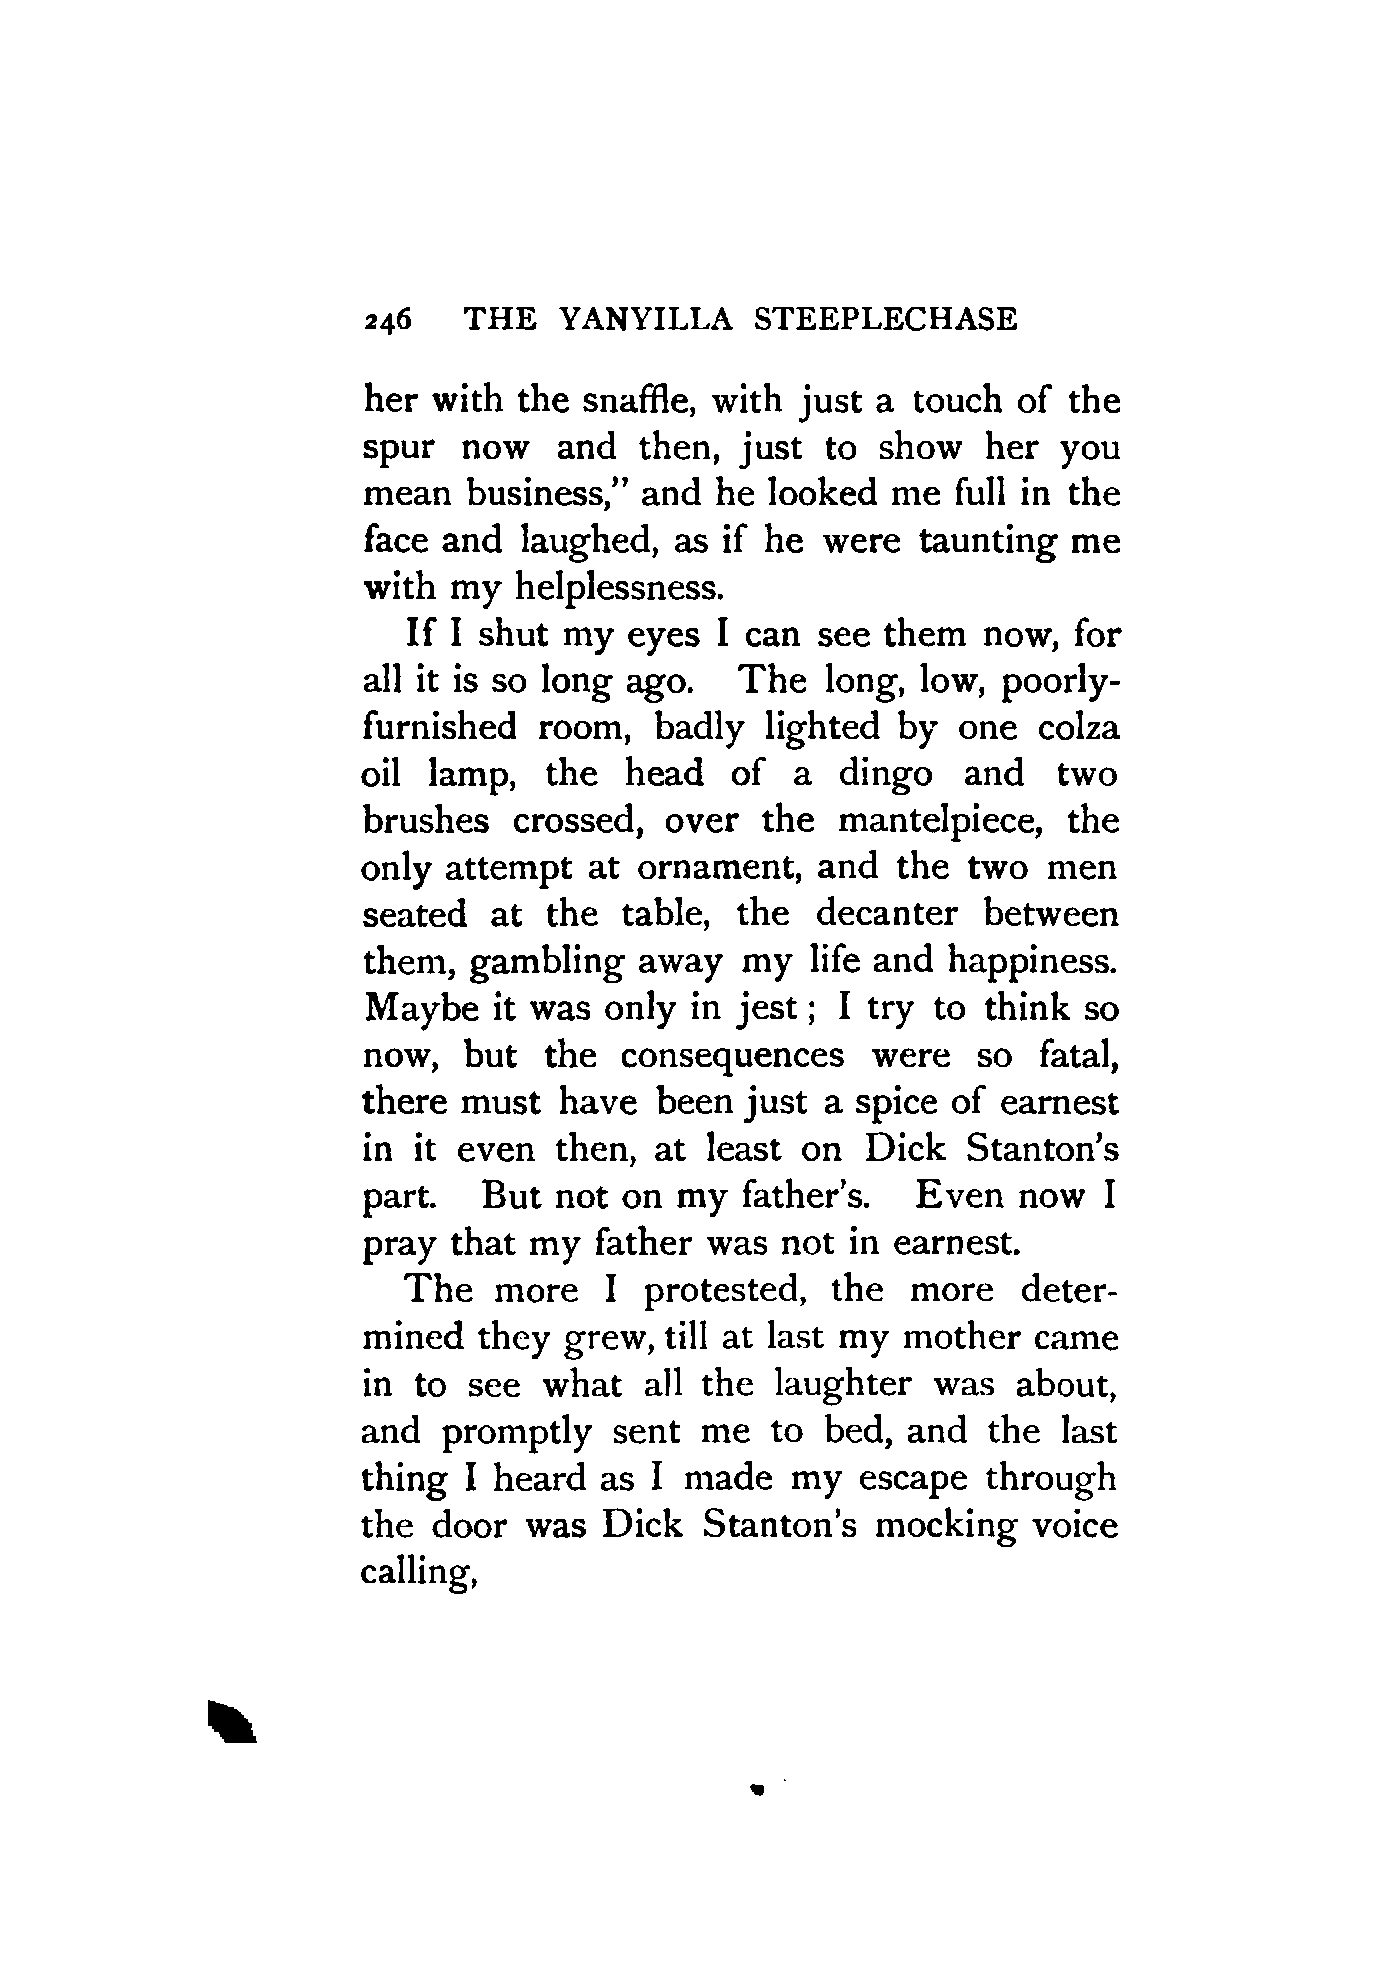 246 THE YANYILLA STEEPLECHASE
her with the snaffle, with just a touch of the
spur now and then, just to show her you
mean business,” and he looked me full in the
face and laughed, as if he were taunting me
with my helplessness.
If I shut my eyes I can see them now, for
all it is so long ago. The long, low, poorly-
furnished room, badly lighted by one colza
oil lamp, the head of a dingo and two
brushes crossed, over the mantelpiece, the
only attempt at ornament, and the two men
seated at the table, the decanter between
them, gambling away my life and happiness.
Maybe it was only in jest ; I try to think so
now, but the consequences were so fatal,
there must have been just a spice of earnest
in it even then, at least on Dick Stanton’s
part. But not on my father’s. Even now I
pray that my father was not in earnest.
The more I protested, the more deter-
mined they grew, till at last my mother came
in to see what all the laughter was about,
and promptly sent me to bed, and the last
thing I heard as I made my escape through
the door was Dick Stanton’s mocking voice
calling,